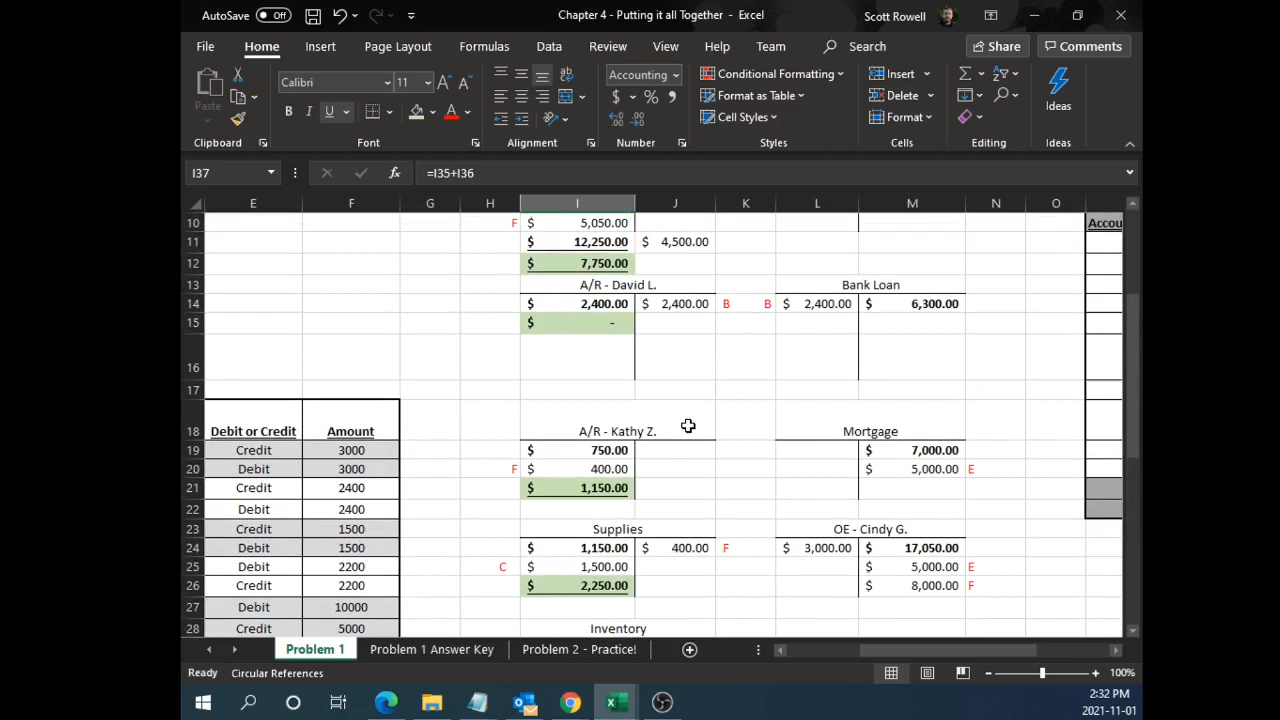 AutoSave Off Chapter 4 - Putting it all Together - Excel Scott Rowell
File Home Insert Page Layout Formulas Data Review View Help Team Search Share Comments
Paste Calibri 11 A A ab Accounting Conditional Formatting Insert Ideas
B I U A $ % , Format as Table Delete
Cell Styles Format
Clipboard Font Alignment Number Styles Cells Editing Ideas
I37 fx =I35+I36
E F G H I J K L M N O
10 F $ 5,050.00 Accou
11 $ 12,250.00 $ 4,500.00
12 $ 7,750.00
13 A/R - David L. Bank Loan
14 $ 2,400.00 $ 2,400.00 B B $ 2,400.00 $ 6,300.00
15 $ -
16
17
18 Debit or Credit Amount A/R - Kathy Z. Mortgage
19 Credit 3000 $ 750.00 $ 7,000.00
20 Debit 3000 F $ 400.00 $ 5,000.00 E
21 Credit 2400 $ 1,150.00
22 Debit 2400
23 Credit 1500 Supplies OE - Cindy G.
24 Debit 1500 $ 1,150.00 $ 400.00 F $ 3,000.00 $ 17,050.00
25 Debit 2200 C $ 1,500.00 $ 5,000.00 E
26 Credit 2200 $ 2,250.00 $ 8,000.00 F
27 Debit 10000
28 Credit 5000 Inventory
Problem 1 Problem 1 Answer Key Problem 2 - Practice!
Ready Circular References 100%
2:32 PM
2021-11-01